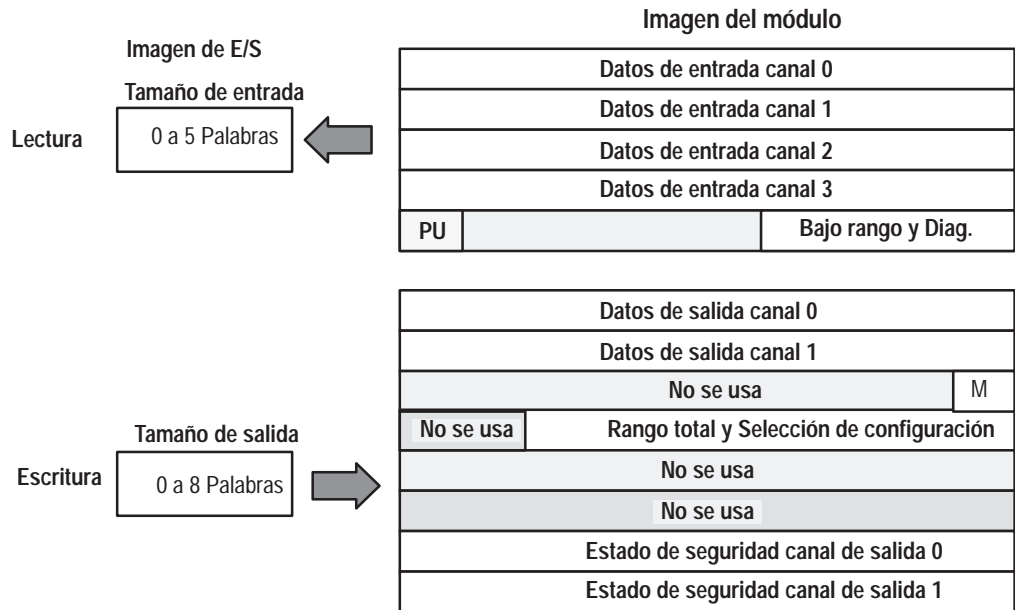 Imagen del módulo
Imagen de E/S
Tamaño de entrada
Lectura
0 a 5 Palabras
Datos de entrada canal 0
Datos de entrada canal 1
Datos de entrada canal 2
Datos de entrada canal 3
PU
Bajo rango y Diag.
Datos de salida canal 0
Datos de salida canal 1
No se usa
M
No se usa
Rango total y Selección de configuración
Tamaño de salida
Escritura
0 a 8 Palabras
No se usa
No se usa
Estado de seguridad canal de salida 0
Estado de seguridad canal de salida 1